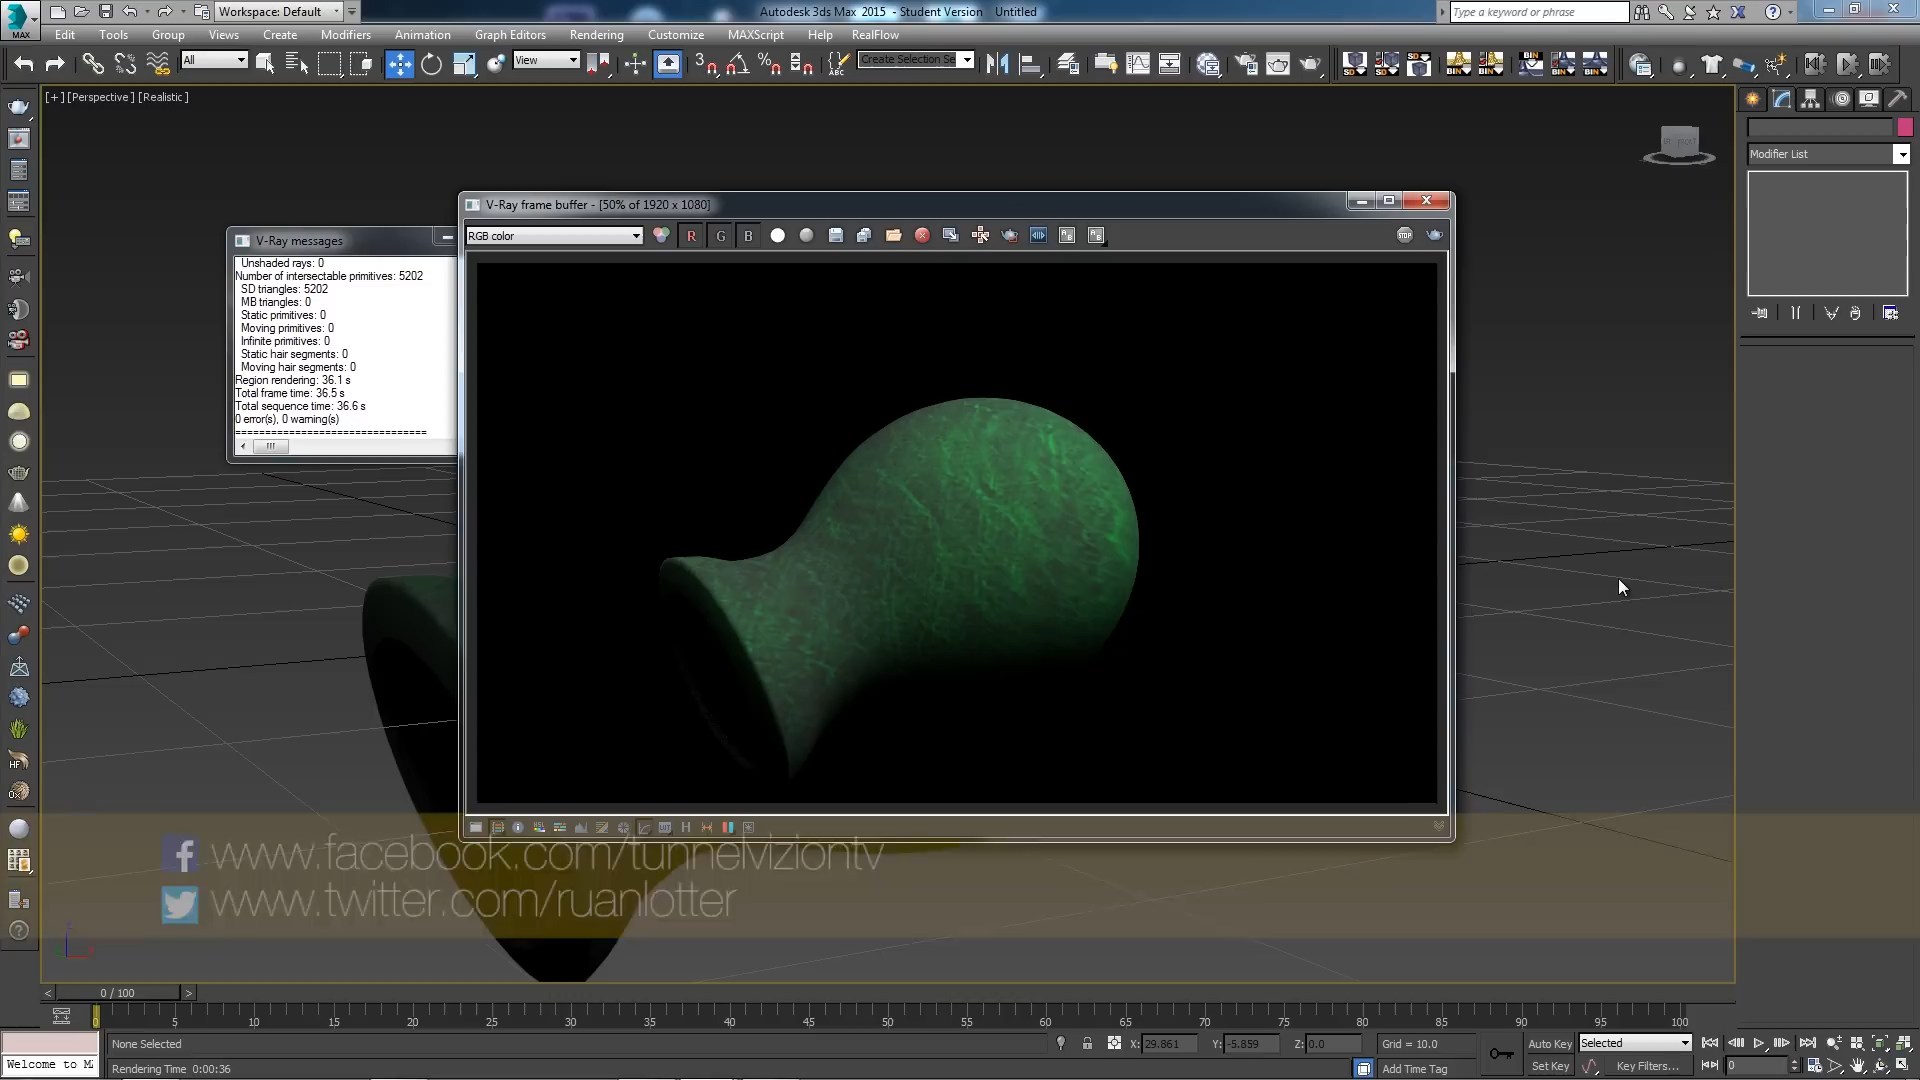 Workspace: Default
Autodesk 3ds Max 2015 - Student Version Untitled
Type a keyword or phrase
MAX
Edit Tools Group Views Create Modifiers Animation Graph Editors Rendering Customize MAXScript Help RealFlow
All
View
Create Selection Se
[+] [Perspective] [Realistic]
Modifier List
V-Ray frame buffer - [50% of 1920 x 1080]
RGB color
R G B
STOP
V-Ray messages
Unshaded rays: 0
Number of intersectable primitives: 5202
SD triangles: 5202
MB triangles: 0
Static primitives: 0
Moving primitives: 0
Infinite primitives: 0
Static hair segments: 0
Moving hair segments: 0
Region rendering: 36.1 s
Total frame time: 36.5 s
Total sequence time: 36.6 s
0 error(s), 0 warning(s)
================================
www.facebook.com/tunnelviziontv
www.twitter.com/ruanlotter
0 / 100
5 10 15 20 25 30 35 40 45 50 55 60 65 70 75 80 85 90 95 100
None Selected
X: 29.861 Y: -5.859 Z: 0.0 Grid = 10.0
Auto Key Selected
Welcome to M
Rendering Time 0:00:36
Add Time Tag
Set Key Key Filters...
0